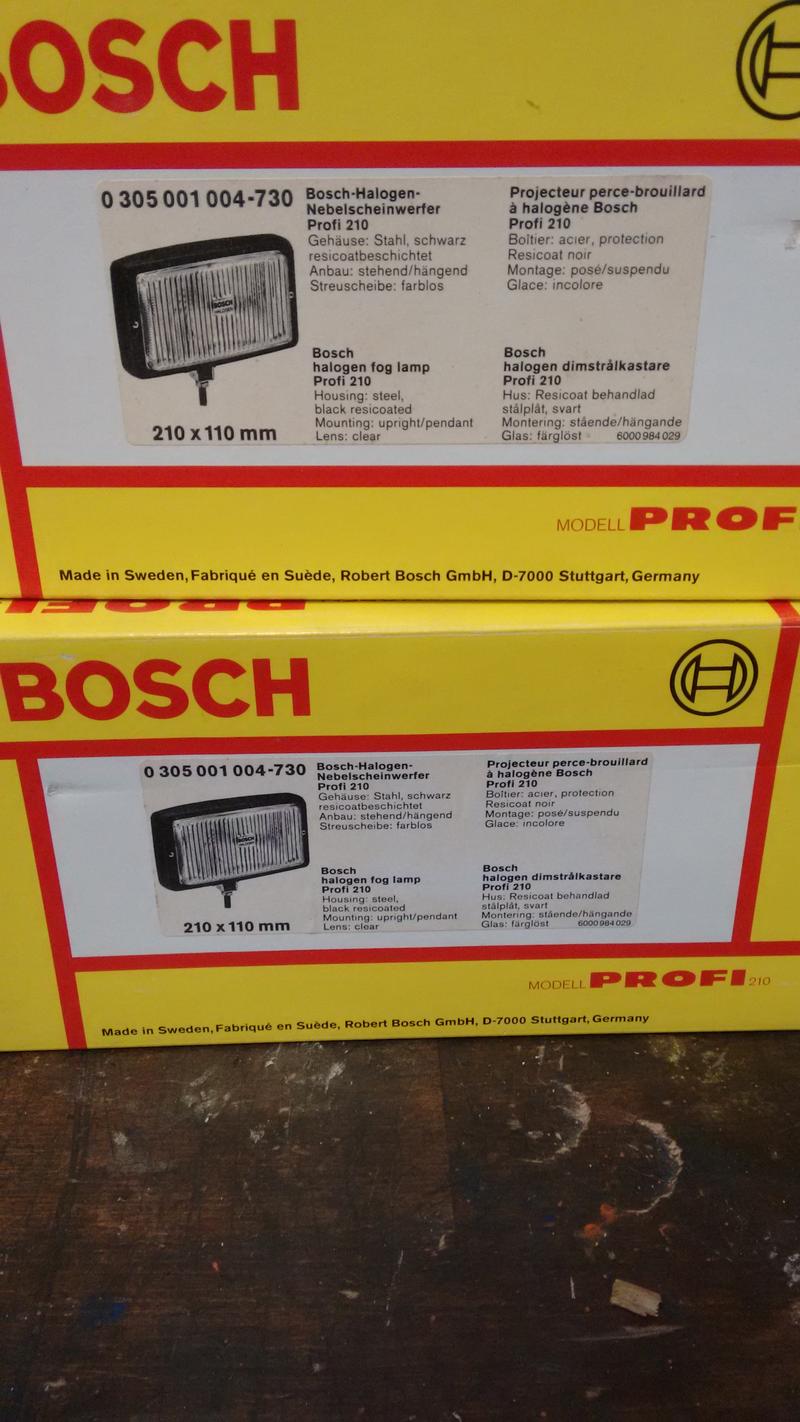 BOSCH
0 305 001 004-730
Bosch-Halogen-
Nebelscheinwerfer
Profi 210
Gehäuse: Stahl, schwarz
resicoatbeschichtet
Anbau: stehend/hängend
Streuscheibe: farblos
Projecteur perce-brouillard
à halogène Bosch
Profi 210
Boîtier: acier, protection
Resicoat noir
Montage: posé/suspendu
Glace: incolore
BOSCH
HALOGEN
210 x 110 mm
Bosch
halogen fog lamp
Profi 210
Housing: steel,
black resicoated
Mounting: upright/pendant
Lens: clear
Bosch
halogen dimstrålkastare
Profi 210
Hus: Resicoat behandlad
stålplåt, svart
Montering: stående/hängande
Glas: färglöst 6000984029
MODELL PROF
Made in Sweden, Fabriqué en Suède, Robert Bosch GmbH, D-7000 Stuttgart, Germany
BOSCH
0 305 001 004-730
Bosch-Halogen-
Nebelscheinwerfer
Profi 210
Gehäuse: Stahl, schwarz
resicoatbeschichtet
Anbau: stehend/hängend
Streuscheibe: farblos
Projecteur perce-brouillard
à halogène Bosch
Profi 210
Boîtier: acier, protection
Resicoat noir
Montage: posé/suspendu
Glace: incolore
BOSCH
210 x 110 mm
Bosch
halogen fog lamp
Profi 210
Housing: steel,
black resicoated
Mounting: upright/pendant
Lens: clear
Bosch
halogen dimstrålkastare
Profi 210
Hus: Resicoat behandlad
stålplåt, svart
Montering: stående/hängande
Glas: färglöst 6000984029
MODELL PROFI 210
Made in Sweden, Fabriqué en Suède, Robert Bosch GmbH, D-7000 Stuttgart, Germany